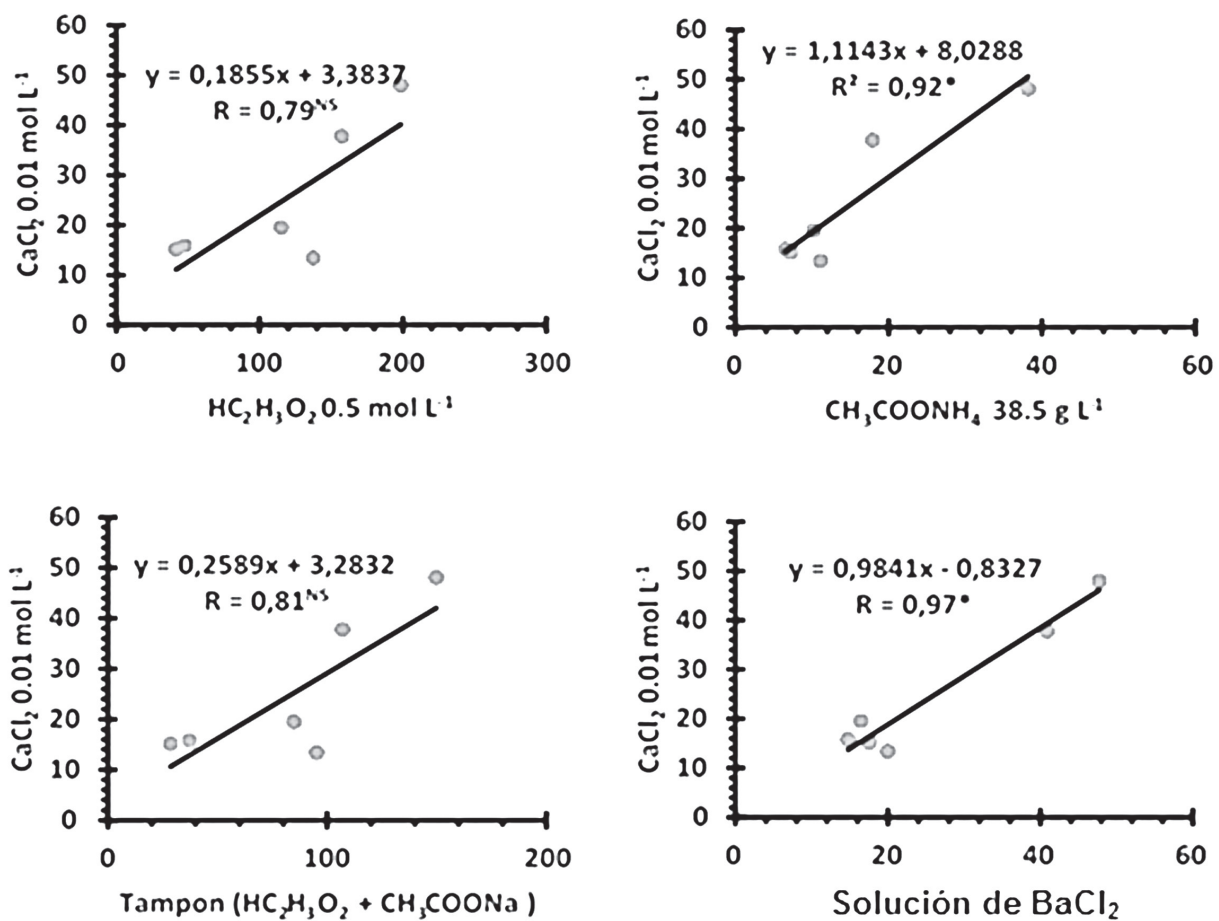 60
50
40
30
20
10
0
CaCl₂ 0.01 mol L⁻¹
y = 0,1855x + 3,3837
R = 0,79ᴺˢ
0 100 200 300
HC₂H₃O₂ 0.5 mol L⁻¹
60
50
40
30
20
10
0
CaCl₂ 0.01 mol L⁻¹
y = 1,1143x + 8,0288
R² = 0,92*
0 20 40 60
CH₃COONH₄ 38.5 g L⁻¹
60
50
40
30
20
10
0
CaCl₂ 0.01 mol L⁻¹
y = 0,2589x + 3,2832
R = 0,81ᴺˢ
0 100 200
Tampon (HC₂H₃O₂ + CH₃COONa )
60
50
40
30
20
10
0
CaCl₂ 0.01 mol L⁻¹
y = 0,9841x - 0,8327
R = 0,97*
0 20 40 60
Solución de BaCl₂